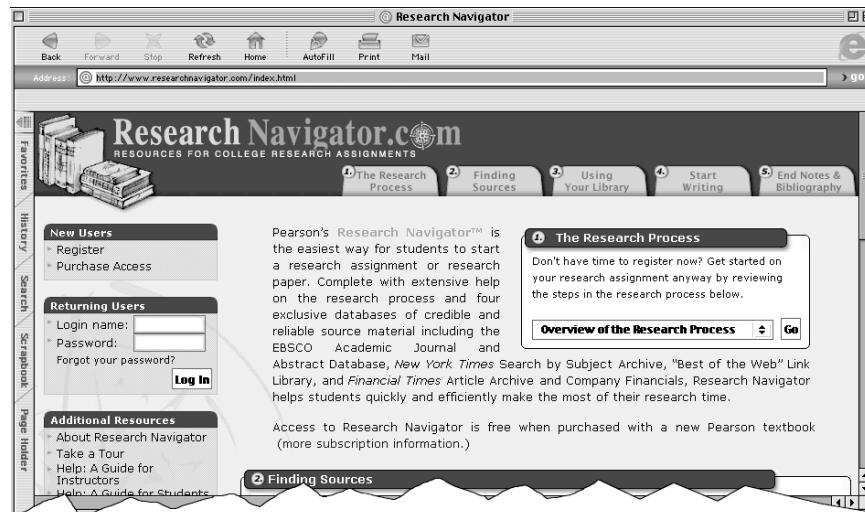 Research Navigator
Back Forward Stop Refresh Home AutoFill Print Mail
Address: http://www.researchnavigator.com/index.html go
Favorites
History
Search
Scrapbook
Page Holder
Research Navigator.com
RESOURCES FOR COLLEGE RESEARCH ASSIGNMENTS
1. The Research Process
2. Finding Sources
3. Using Your Library
4. Start Writing
5. End Notes & Bibliography
New Users
Register
Purchase Access
Returning Users
Login name:
Password:
Forgot your password?
Log In
Additional Resources
About Research Navigator
Take a Tour
Help: A Guide for
Instructors
Help: A Guide for Students
Pearson's Research Navigator™ is
the easiest way for students to start
a research assignment or research
paper. Complete with extensive help
on the research process and four
exclusive databases of credible and
reliable source material including the
EBSCO Academic Journal and
Abstract Database, New York Times Search by Subject Archive, "Best of the Web" Link
Library, and Financial Times Article Archive and Company Financials, Research Navigator
helps students quickly and efficiently make the most of their research time.
Access to Research Navigator is free when purchased with a new Pearson textbook
(more subscription information.)
1. The Research Process
Don't have time to register now? Get started on
your research assignment anyway by reviewing
the steps in the research process below.
Overview of the Research Process Go
2 Finding Sources